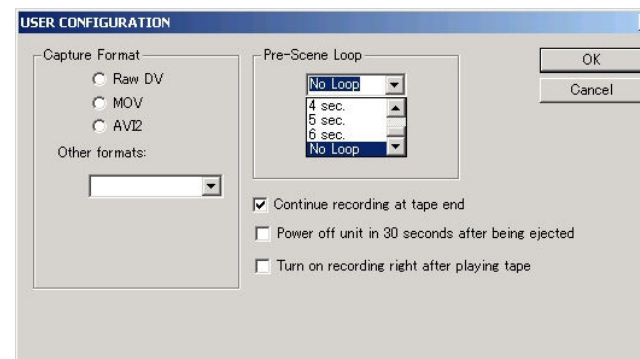 USER CONFIGURATION
Capture Format
Raw DV
MOV
AVI2
Other formats:
Pre-Scene Loop
No Loop
4 sec.
5 sec.
6 sec.
No Loop
Continue recording at tape end
Power off unit in 30 seconds after being ejected
Turn on recording right after playing tape
OK
Cancel